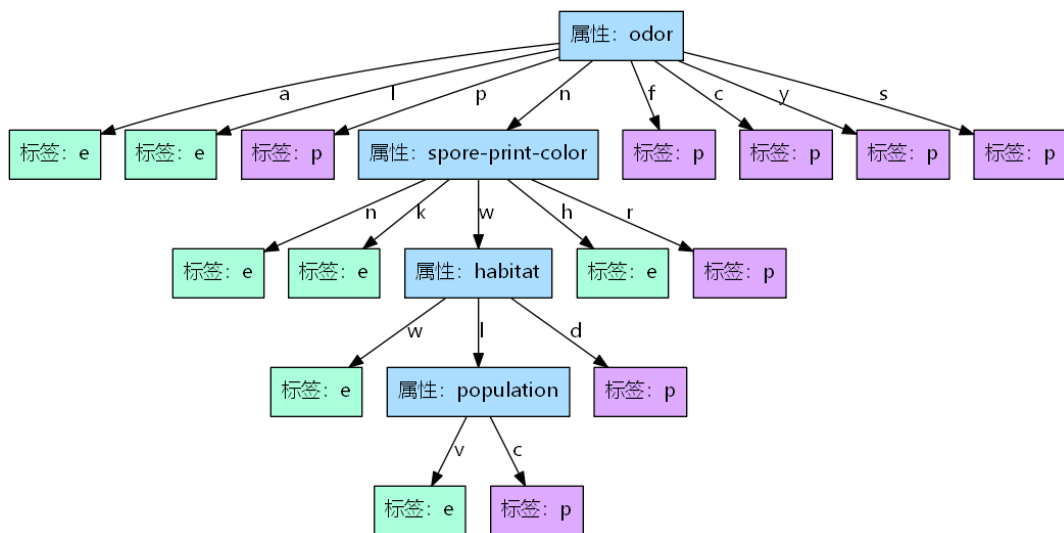 属性：odor
a
l
p
n
f
c
y
s
标签：e
标签：e
标签：p
属性：spore-print-color
标签：p
标签：p
标签：p
标签：p
n
k
w
h
r
标签：e
标签：e
属性：habitat
标签：e
标签：p
w
l
d
标签：e
属性：population
标签：p
v
c
标签：e
标签：p